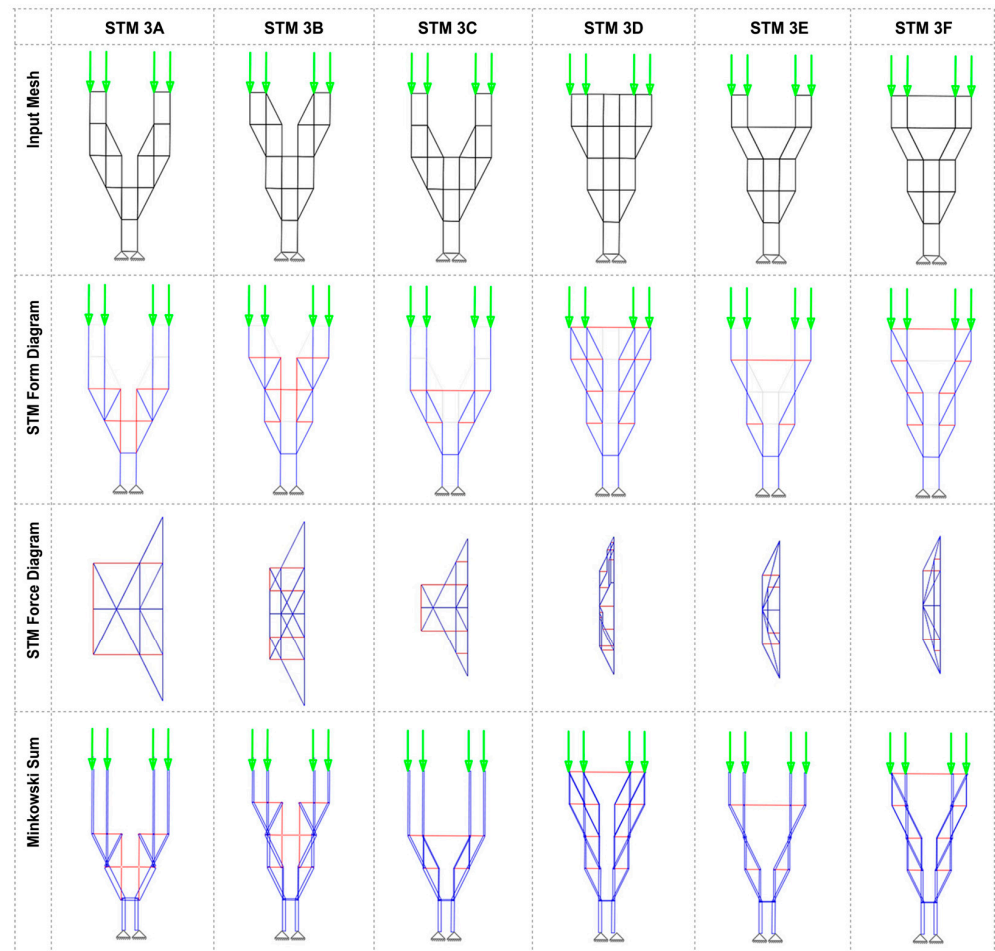 STM 3A STM 3B STM 3C STM 3D STM 3E STM 3F
Input Mesh
STM Form Diagram
STM Force Diagram
Minkowski Sum